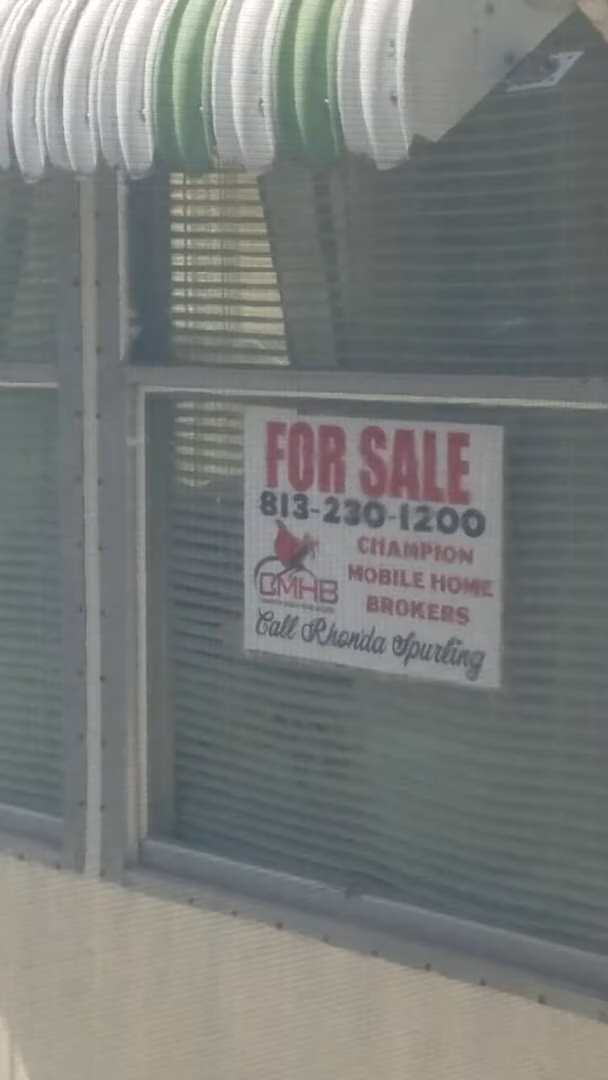 FOR SALE
813-230-1200
CMHB
CHAMPION
MOBILE HOME
BROKERS
Call Rhonda Spurling